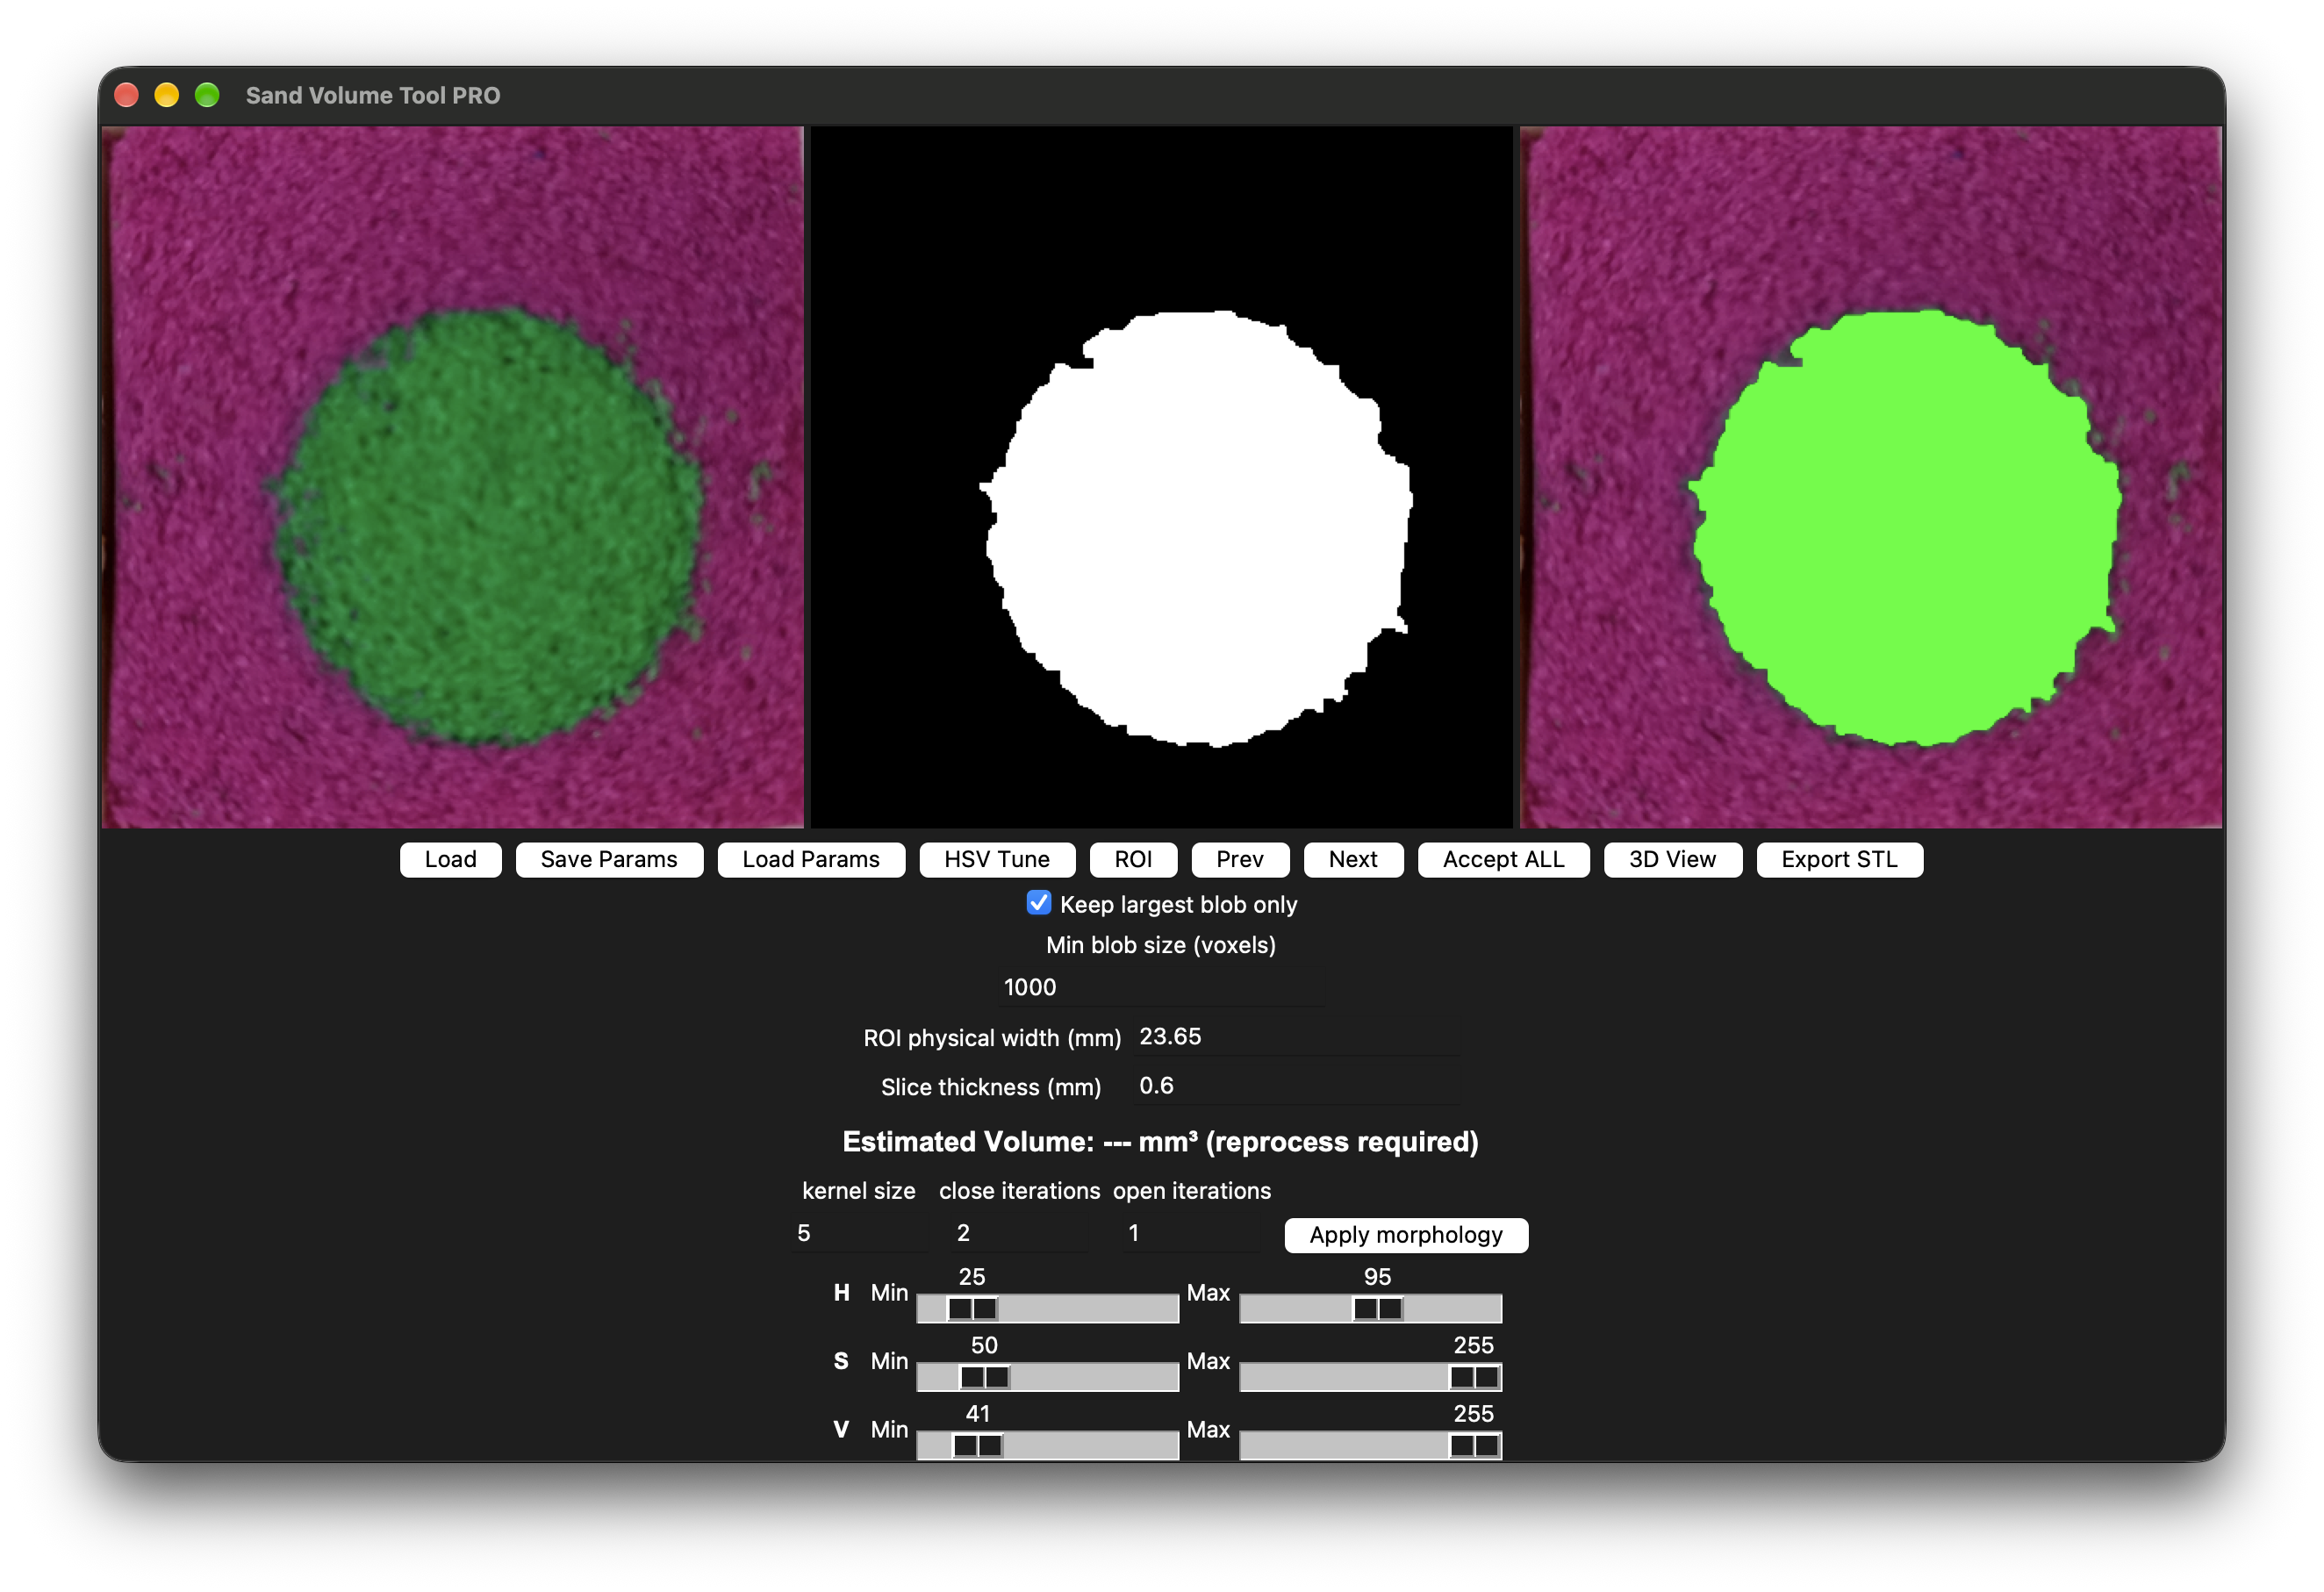 Sand Volume Tool PRO
Load Save Params Load Params HSV Tune ROI Prev Next Accept ALL 3D View Export STL
Keep largest blob only
Min blob size (voxels)
1000
ROI physical width (mm) 23.65
Slice thickness (mm) 0.6
Estimated Volume: --- mm³ (reprocess required)
kernel size close iterations open iterations
5 2 1 Apply morphology
25 95
H Min Max
50 255
S Min Max
41 255
V Min Max